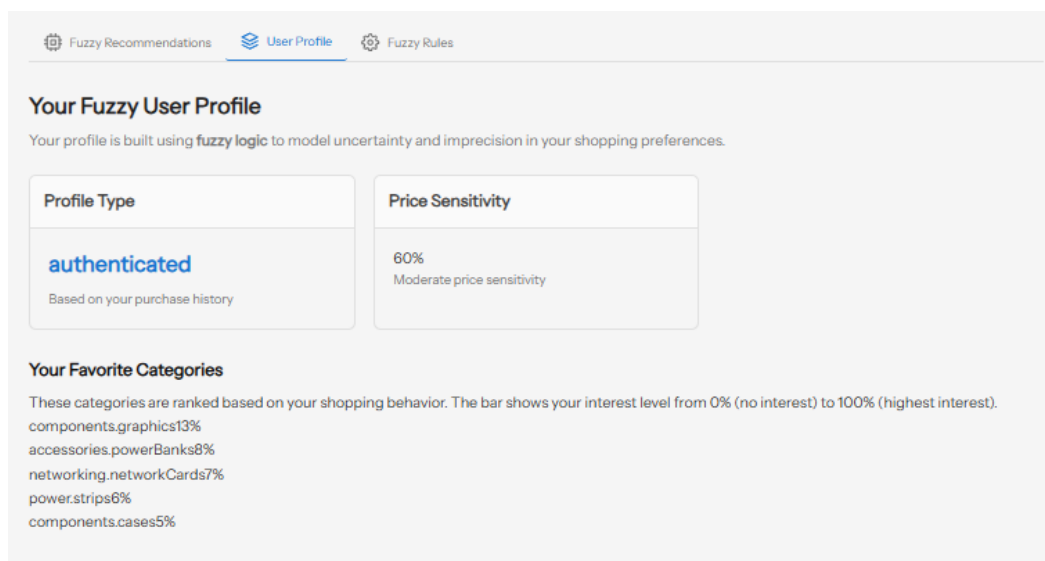 Fuzzy Recommendations User Profile Fuzzy Rules
Your Fuzzy User Profile
Your profile is built using fuzzy logic to model uncertainty and imprecision in your shopping preferences.
Profile Type
authenticated
Based on your purchase history
Price Sensitivity
60%
Moderate price sensitivity
Your Favorite Categories
These categories are ranked based on your shopping behavior. The bar shows your interest level from 0% (no interest) to 100% (highest interest).
components.graphics13%
accessories.powerBanks8%
networking.networkCards7%
power.strips6%
components.cases5%